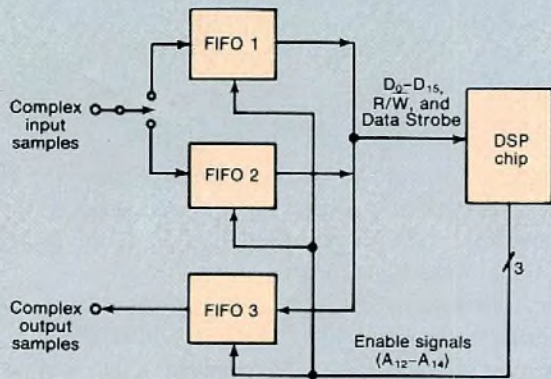 FIFO 1
Complex
input
samples
FIFO 2
D₀–D₁₅,
R/W, and
Data Strobe
DSP
chip
3
Complex
output
samples
FIFO 3
Enable signals
(A₁₂–A₁₄)